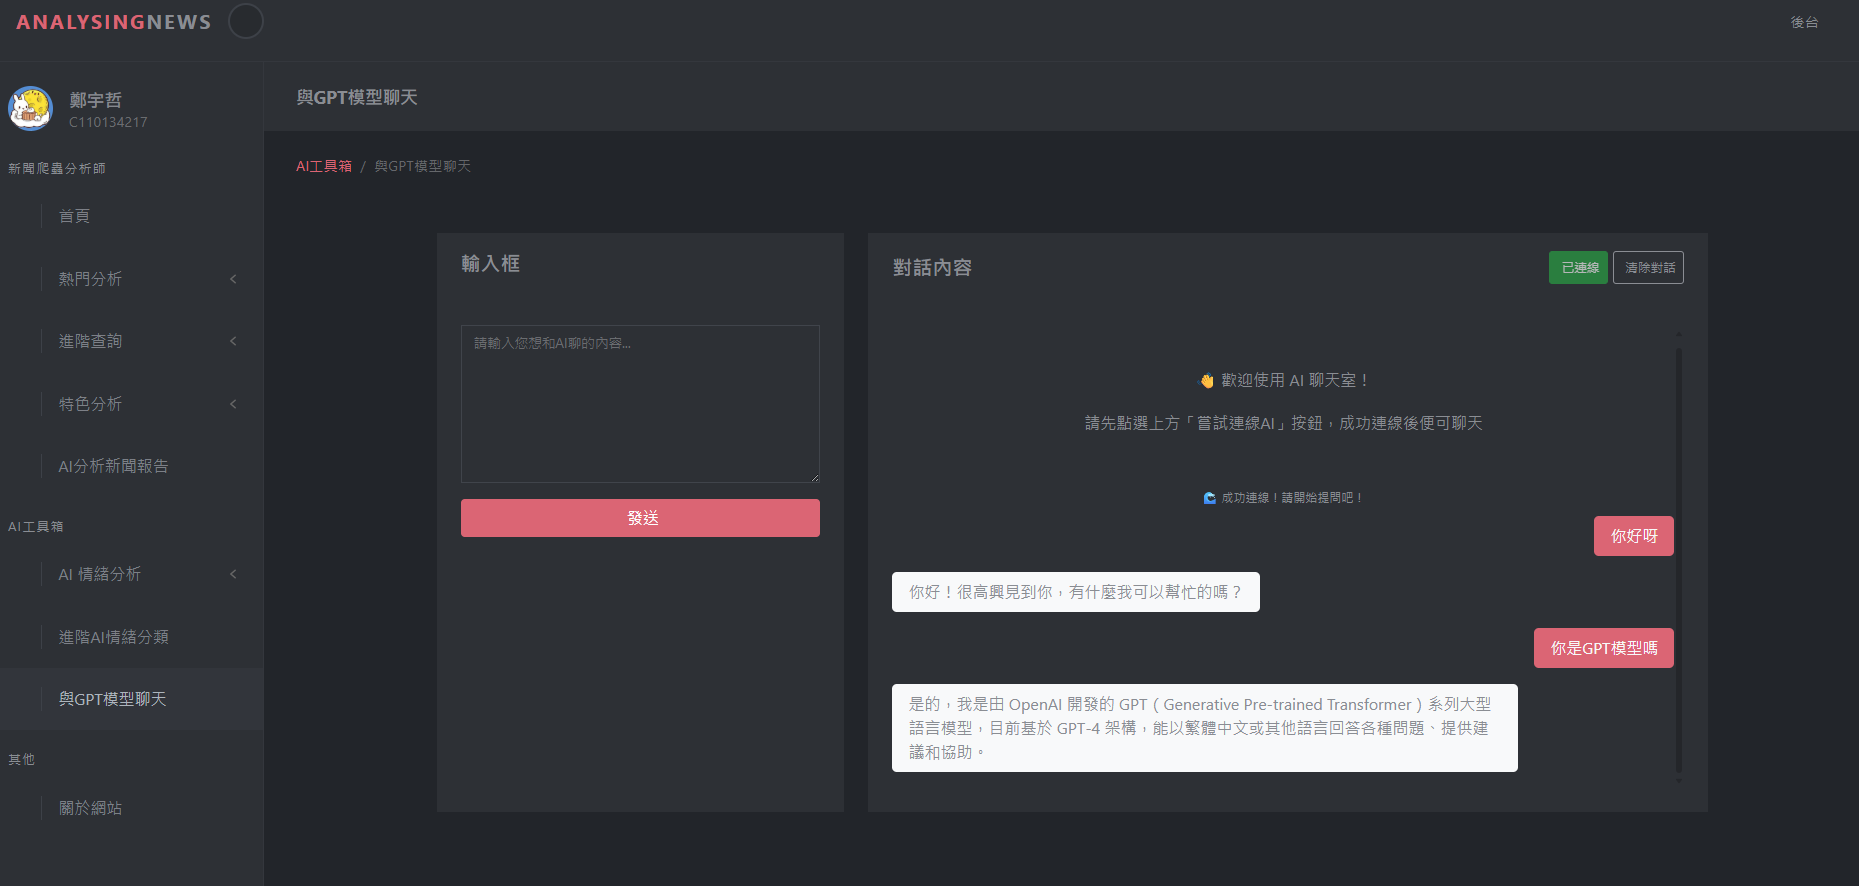 ANALYSINGNEWS
後台
鄭宇哲
C110134217
新聞爬蟲分析師
首頁
熱門分析
進階查詢
特色分析
AI分析新聞報告
AI工具箱
AI 情緒分析
進階AI情緒分類
與GPT模型聊天
其他
關於網站
與GPT模型聊天
AI工具箱 / 與GPT模型聊天
輸入框
請輸入您想和AI聊的內容...
發送
對話內容
已連線
清除對話
👋 歡迎使用 AI 聊天室！
請先點選上方「嘗試連線AI」按鈕，成功連線後便可聊天
🌊 成功連線！請開始提問吧！
你好呀
你好！很高興見到你，有什麼我可以幫忙的嗎？
你是GPT模型嗎
是的，我是由 OpenAI 開發的 GPT（Generative Pre-trained Transformer）系列大型
語言模型，目前基於 GPT-4 架構，能以繁體中文或其他語言回答各種問題、提供建
議和協助。